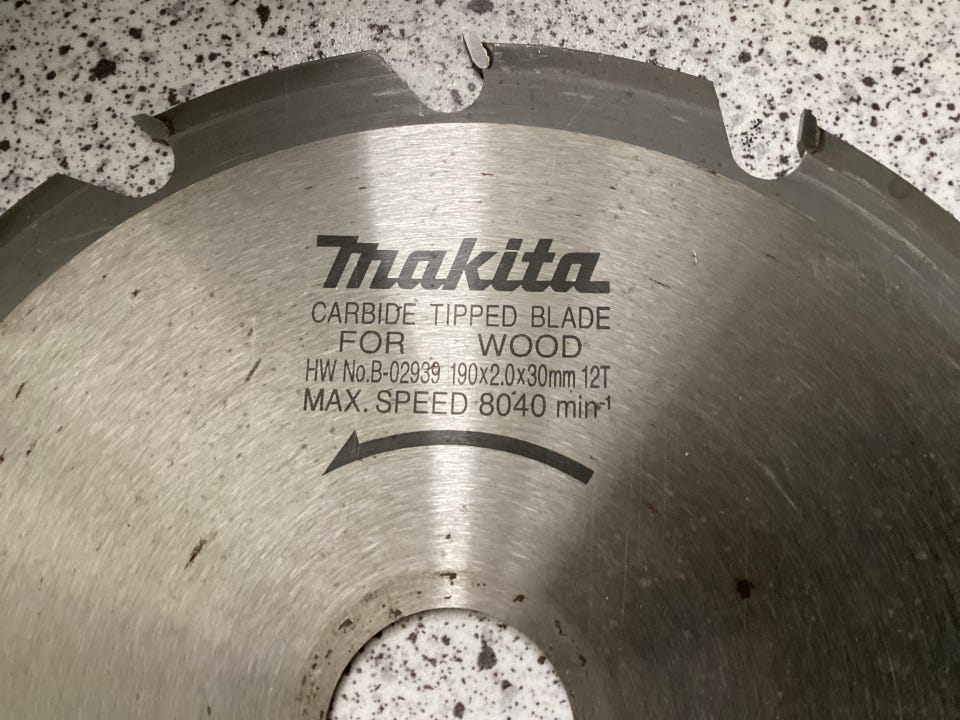 makita
CARBIDE TIPPED BLADE
FOR WOOD
HW No.B-02939 190x2.0x30mm 12T
MAX. SPEED 8040 min-¹